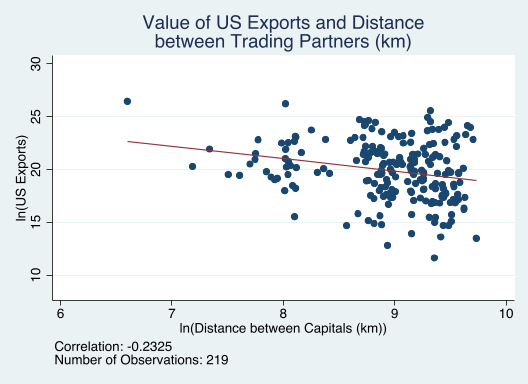 Value of US Exports and Distance
between Trading Partners (km)
ln(US Exports)
30
25
20
15
10
6 7 8 9 10
ln(Distance between Capitals (km))
Correlation: -0.2325
Number of Observations: 219